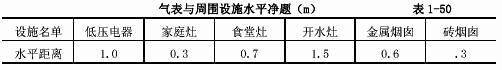 气表与周围设施水平净题（m） 表1-50
设施名单 低压电器 家庭灶 食堂灶 开水灶 金属烟囱 砖烟囱
水平距离 1.0 0.3 0.7 1.5 0.6 .3